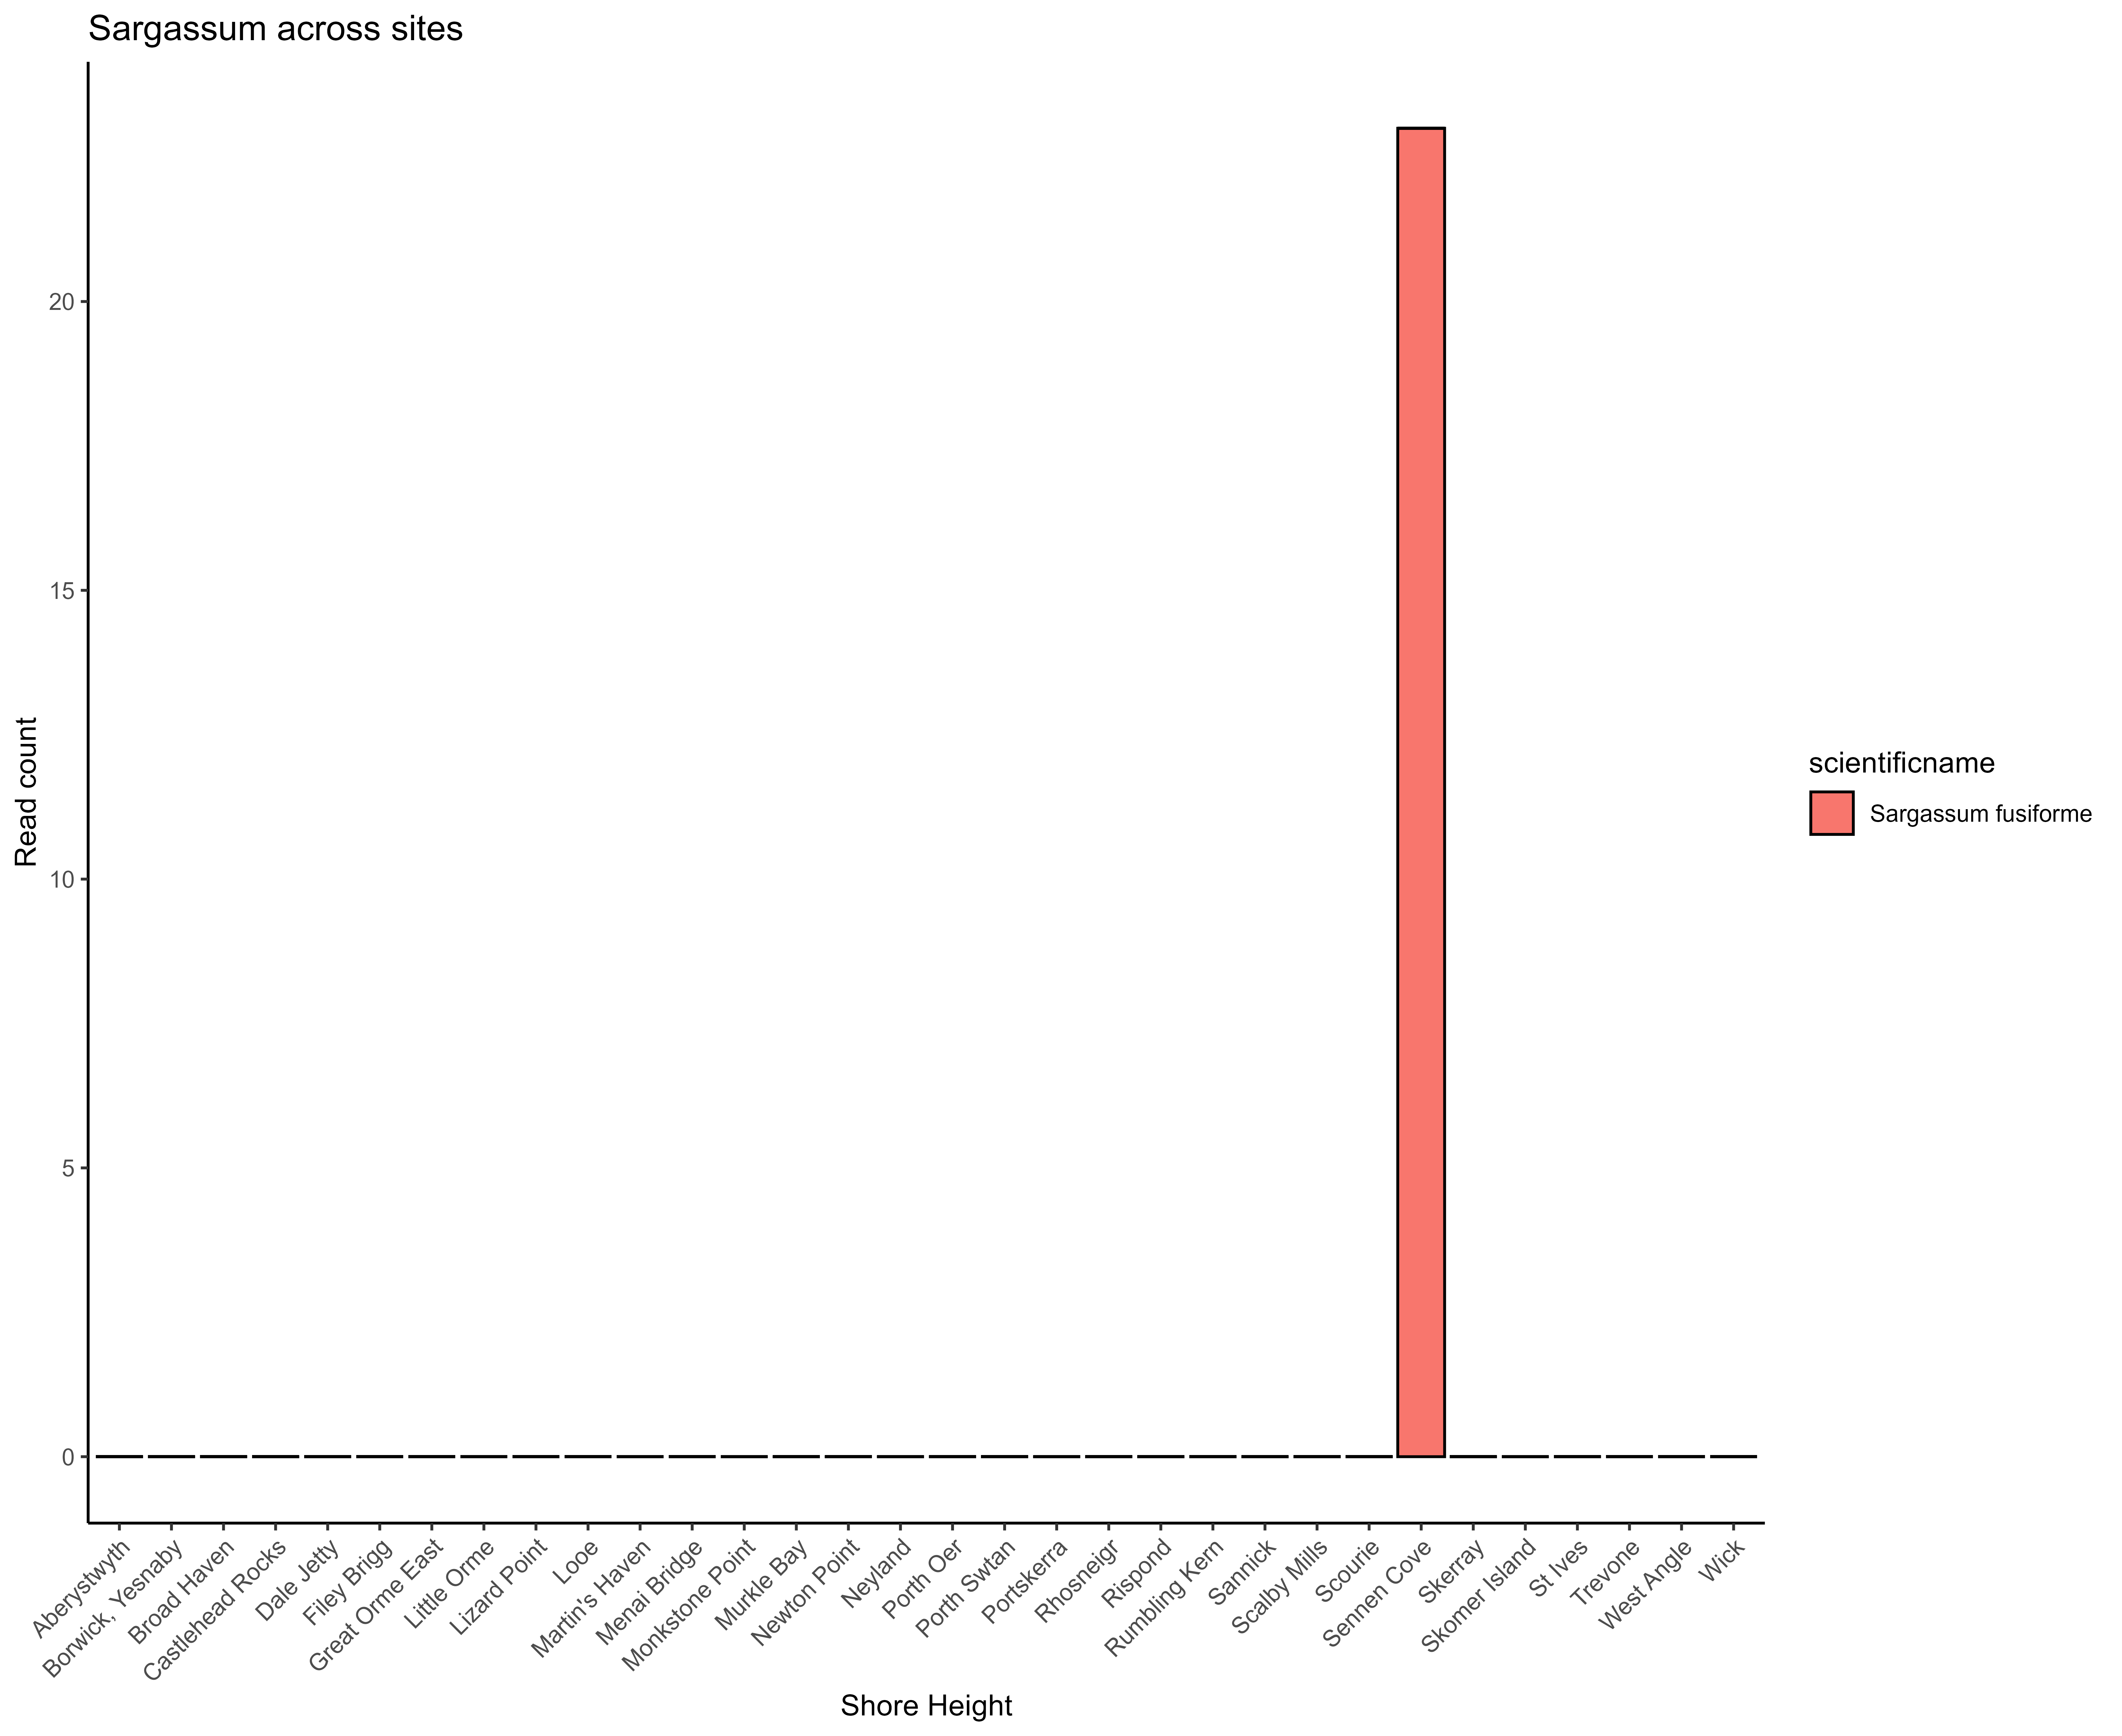 Sargassum across sites
Read count
20
15
10
5
0
Aberystwyth
Borwick, Yesnaby
Broad Haven
Castlehead Rocks
Dale Jetty
Filey Brigg
Great Orme East
Little Orme
Lizard Point
Looe
Martin's Haven
Menai Bridge
Monkstone Point
Murkle Bay
Newton Point
Neyland
Porth Oer
Porth Swtan
Portskerra
Rhosneigr
Rispond
Rumbling Kern
Sannick
Scalby Mills
Scourie
Sennen Cove
Skerray
Skomer Island
St Ives
Trevone
West Angle
Wick
Shore Height
scientificname
Sargassum fusiforme